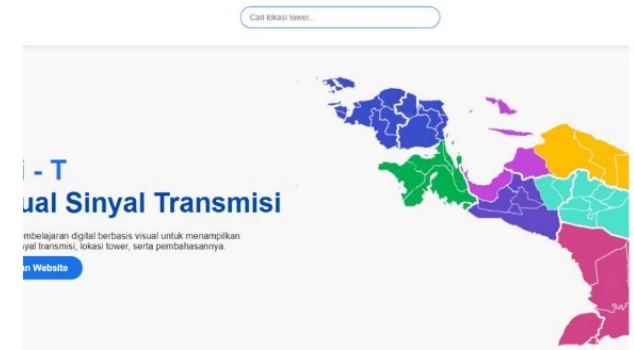 Cari lokasi tower...
i - T
ual Sinyal Transmisi
embelajaran digital berbasis visual untuk menampilkan
nyal transmisi, lokasi tower, serta pembahasannya.
an Website